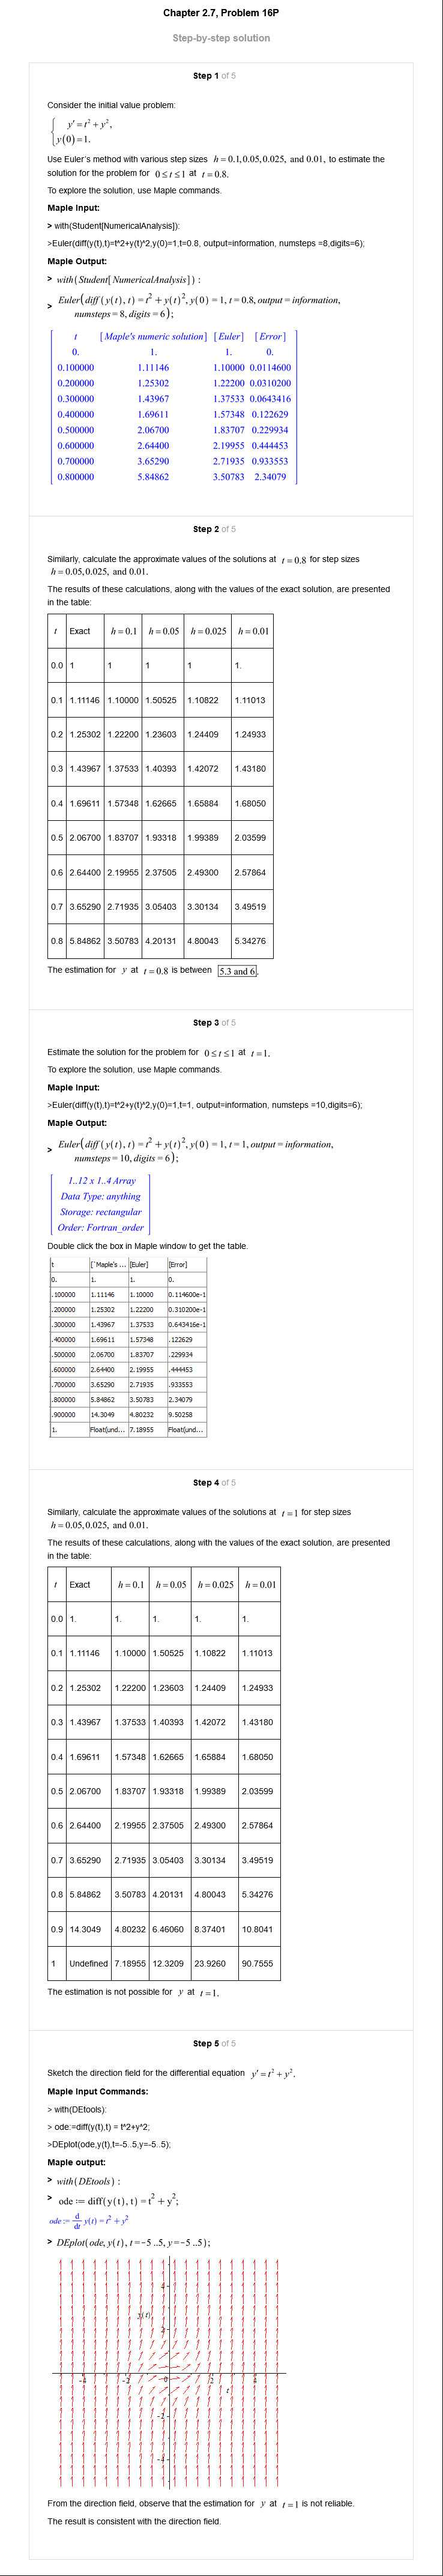 Chapter 2.7, Problem 16P
Step-by-step solution
Step 1 of 5
Consider the initial value problem:
y′ = t² + y²,
y(0) = 1.
Use Euler's method with various step sizes h = 0.1, 0.05, 0.025, and 0.01, to estimate the
solution for the problem for 0 ≤ t ≤ 1 at t = 0.8.
To explore the solution, use Maple commands.
Maple Input:
> with(Student[NumericalAnalysis]):
>Euler(diff(y(t),t)=t^2+y(t)^2,y(0)=1,t=0.8, output=information, numsteps =8,digits=6);
Maple Output:
> with(Student[NumericalAnalysis]) :
> Euler(diff(y(t), t) = t² + y(t)², y(0) = 1, t = 0.8, output = information,
numsteps = 8, digits = 6);
t [Maple's numeric solution] [Euler] [Error]
0. 1. 1. 0.
0.100000 1.11146 1.10000 0.0114600
0.200000 1.25302 1.22200 0.0310200
0.300000 1.43967 1.37533 0.0643416
0.400000 1.69611 1.57348 0.122629
0.500000 2.06700 1.83707 0.229934
0.600000 2.64400 2.19955 0.444453
0.700000 3.65290 2.71935 0.933553
0.800000 5.84862 3.50783 2.34079
Step 2 of 5
Similarly, calculate the approximate values of the solutions at t = 0.8 for step sizes
h = 0.05, 0.025, and 0.01.
The results of these calculations, along with the values of the exact solution, are presented
in the table:
t Exact h = 0.1 h = 0.05 h = 0.025 h = 0.01
0.0 1 1 1 1 1.
0.1 1.11146 1.10000 1.50525 1.10822 1.11013
0.2 1.25302 1.22200 1.23603 1.24409 1.24933
0.3 1.43967 1.37533 1.40393 1.42072 1.43180
0.4 1.69611 1.57348 1.62665 1.65884 1.68050
0.5 2.06700 1.83707 1.93318 1.99389 2.03599
0.6 2.64400 2.19955 2.37505 2.49300 2.57864
0.7 3.65290 2.71935 3.05403 3.30134 3.49519
0.8 5.84862 3.50783 4.20131 4.80043 5.34276
The estimation for y at t = 0.8 is between 5.3 and 6.
Step 3 of 5
Estimate the solution for the problem for 0 ≤ t ≤ 1 at t = 1.
To explore the solution, use Maple commands.
Maple Input:
>Euler(diff(y(t),t)=t^2+y(t)^2,y(0)=1,t=1, output=information, numsteps =10,digits=6);
Maple Output:
> Euler(diff(y(t), t) = t² + y(t)², y(0) = 1, t = 1, output = information,
numsteps = 10, digits = 6);
1..12 x 1..4 Array
Data Type: anything
Storage: rectangular
Order: Fortran_order
Double click the box in Maple window to get the table.
t [`Maple's ... [Euler] [Error]
0. 1. 1. 0.
.100000 1.11146 1.10000 0.114600e-1
.200000 1.25302 1.22200 0.310200e-1
.300000 1.43967 1.37533 0.643416e-1
.400000 1.69611 1.57348 .122629
.500000 2.06700 1.83707 .229934
.600000 2.64400 2.19955 .444453
.700000 3.65290 2.71935 .933553
.800000 5.84862 3.50783 2.34079
.900000 14.3049 4.80232 9.50258
1. Float(und... 7.18955 Float(und...
Step 4 of 5
Similarly, calculate the approximate values of the solutions at t = 1 for step sizes
h = 0.05, 0.025, and 0.01.
The results of these calculations, along with the values of the exact solution, are presented
in the table:
t Exact h = 0.1 h = 0.05 h = 0.025 h = 0.01
0.0 1. 1. 1. 1. 1.
0.1 1.11146 1.10000 1.50525 1.10822 1.11013
0.2 1.25302 1.22200 1.23603 1.24409 1.24933
0.3 1.43967 1.37533 1.40393 1.42072 1.43180
0.4 1.69611 1.57348 1.62665 1.65884 1.68050
0.5 2.06700 1.83707 1.93318 1.99389 2.03599
0.6 2.64400 2.19955 2.37505 2.49300 2.57864
0.7 3.65290 2.71935 3.05403 3.30134 3.49519
0.8 5.84862 3.50783 4.20131 4.80043 5.34276
0.9 14.3049 4.80232 6.46060 8.37401 10.8041
1 Undefined 7.18955 12.3209 23.9260 90.7555
The estimation is not possible for y at t = 1.
Step 5 of 5
Sketch the direction field for the differential equation y′ = t² + y².
Maple Input Commands:
> with(DEtools):
> ode:=diff(y(t),t) = t^2+y^2;
>DEplot(ode,y(t),t=-5..5,y=-5..5);
Maple output:
> with(DEtools) :
> ode := diff(y(t), t) = t² + y²;
ode := d/dt y(t) = t² + y²
> DEplot(ode, y(t), t = -5 ..5, y = -5 ..5);
4
y(t)
2
-4 -2 0 2 4
t
-2
-4
From the direction field, observe that the estimation for y at t = 1 is not reliable.
The result is consistent with the direction field.